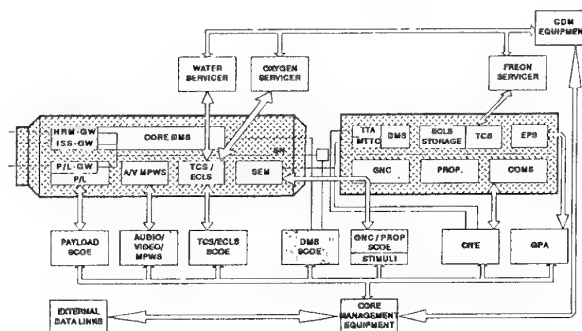 CDM
EQUIPMENT
WATER
SERVICER
OXYGEN
SERVICER
FREON
SERVICER
HRM-GW
ISS-GW
CORE DMS
P/L-GW
P/L
A/V MPWS
TCS /
ECLS
SEM
TTA
MTTC
DMS
ECLS
STORAGE
TCS
EPS
GNC
PROP.
COMS
PAYLOAD
SCOE
AUDIO/
VIDEO/
MPWS
TCS/ECLS
SCOE
DMS
SCOE
GNC / PROP
SCOE
STIMULI
CITE
GPA
EXTERNAL
DATA LINKS
CORE
MANAGEMENT
EQUIPMENT